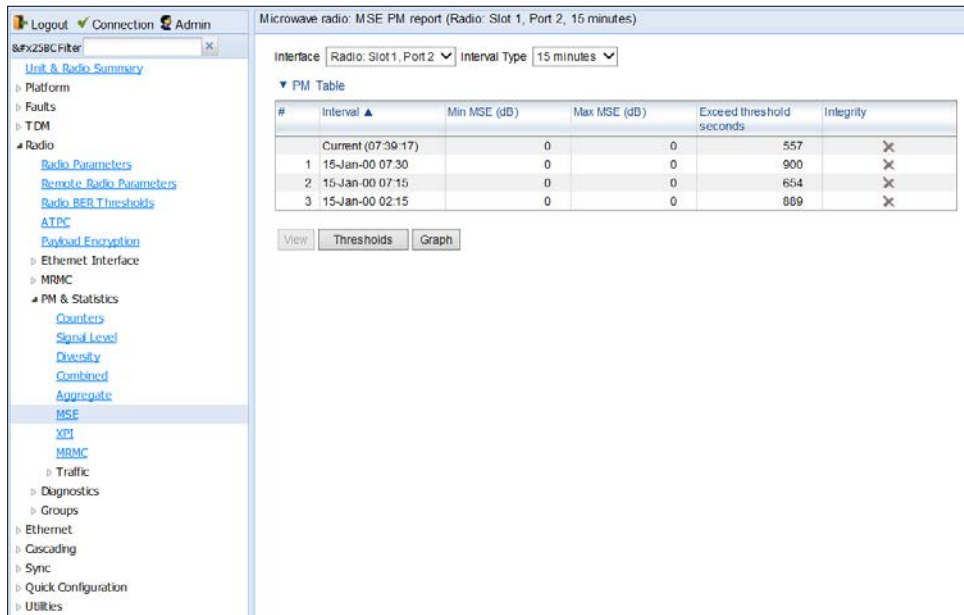 Logout Connection Admin
&#x25BC Filter
Unit & Radio Summary
Platform
Faults
TDM
Radio
Radio Parameters
Remote Radio Parameters
Radio BER Thresholds
ATPC
Payload Encryption
Ethernet Interface
MRMC
PM & Statistics
Counters
Signal Level
Diversity
Combined
Aggregate
MSE
XPI
MRMC
Traffic
Diagnostics
Groups
Ethernet
Cascading
Sync
Quick Configuration
Utilities
Microwave radio: MSE PM report (Radio: Slot 1, Port 2, 15 minutes)
Interface Radio: Slot 1, Port 2 Interval Type 15 minutes
▼ PM Table
# Interval ▲ Min MSE (dB) Max MSE (dB) Exceed threshold seconds Integrity
Current (07:39:17) 0 0 557
1 15-Jan-00 07:30 0 0 900
2 15-Jan-00 07:15 0 0 654
3 15-Jan-00 02:15 0 0 889
View Thresholds Graph